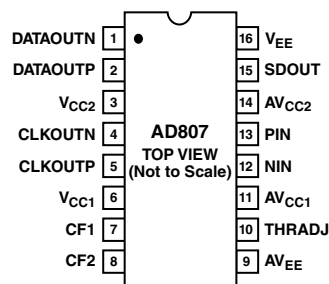 DATAOUTN 1
DATAOUTP 2
VCC2 3
CLKOUTN 4
CLKOUTP 5
VCC1 6
CF1 7
CF2 8
AD807
TOP VIEW
(Not to Scale)
16 VEE
15 SDOUT
14 AVCC2
13 PIN
12 NIN
11 AVCC1
10 THRADJ
9 AVEE